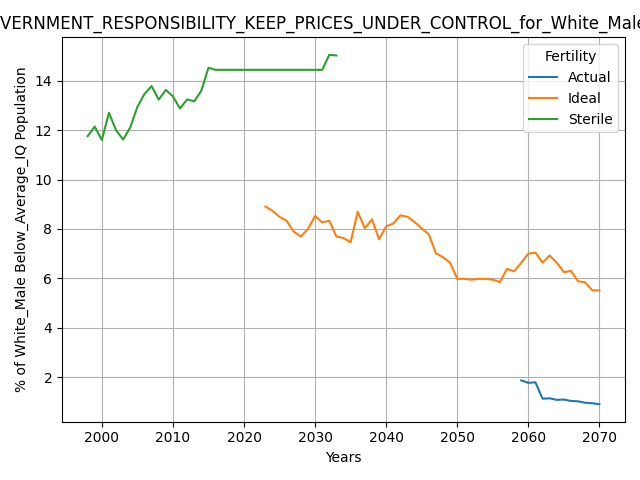 VERNMENT_RESPONSIBILITY_KEEP_PRICES_UNDER_CONTROL_for_White_Male
% of White_Male Below_Average_IQ Population
14
12
10
8
6
4
2
Fertility
Actual
Ideal
Sterile
2000 2010 2020 2030 2040 2050 2060 2070
Years